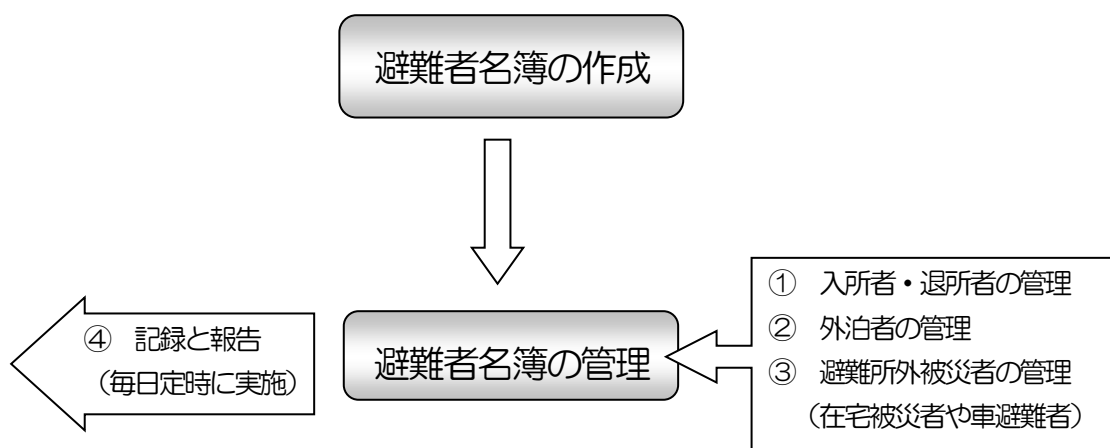 避難者名簿の作成
① 入所者・退所者の管理
② 外泊者の管理
③ 避難所外被災者の管理
（在宅被災者や車避難者）
避難者名簿の管理
④ 記録と報告
（毎日定時に実施）